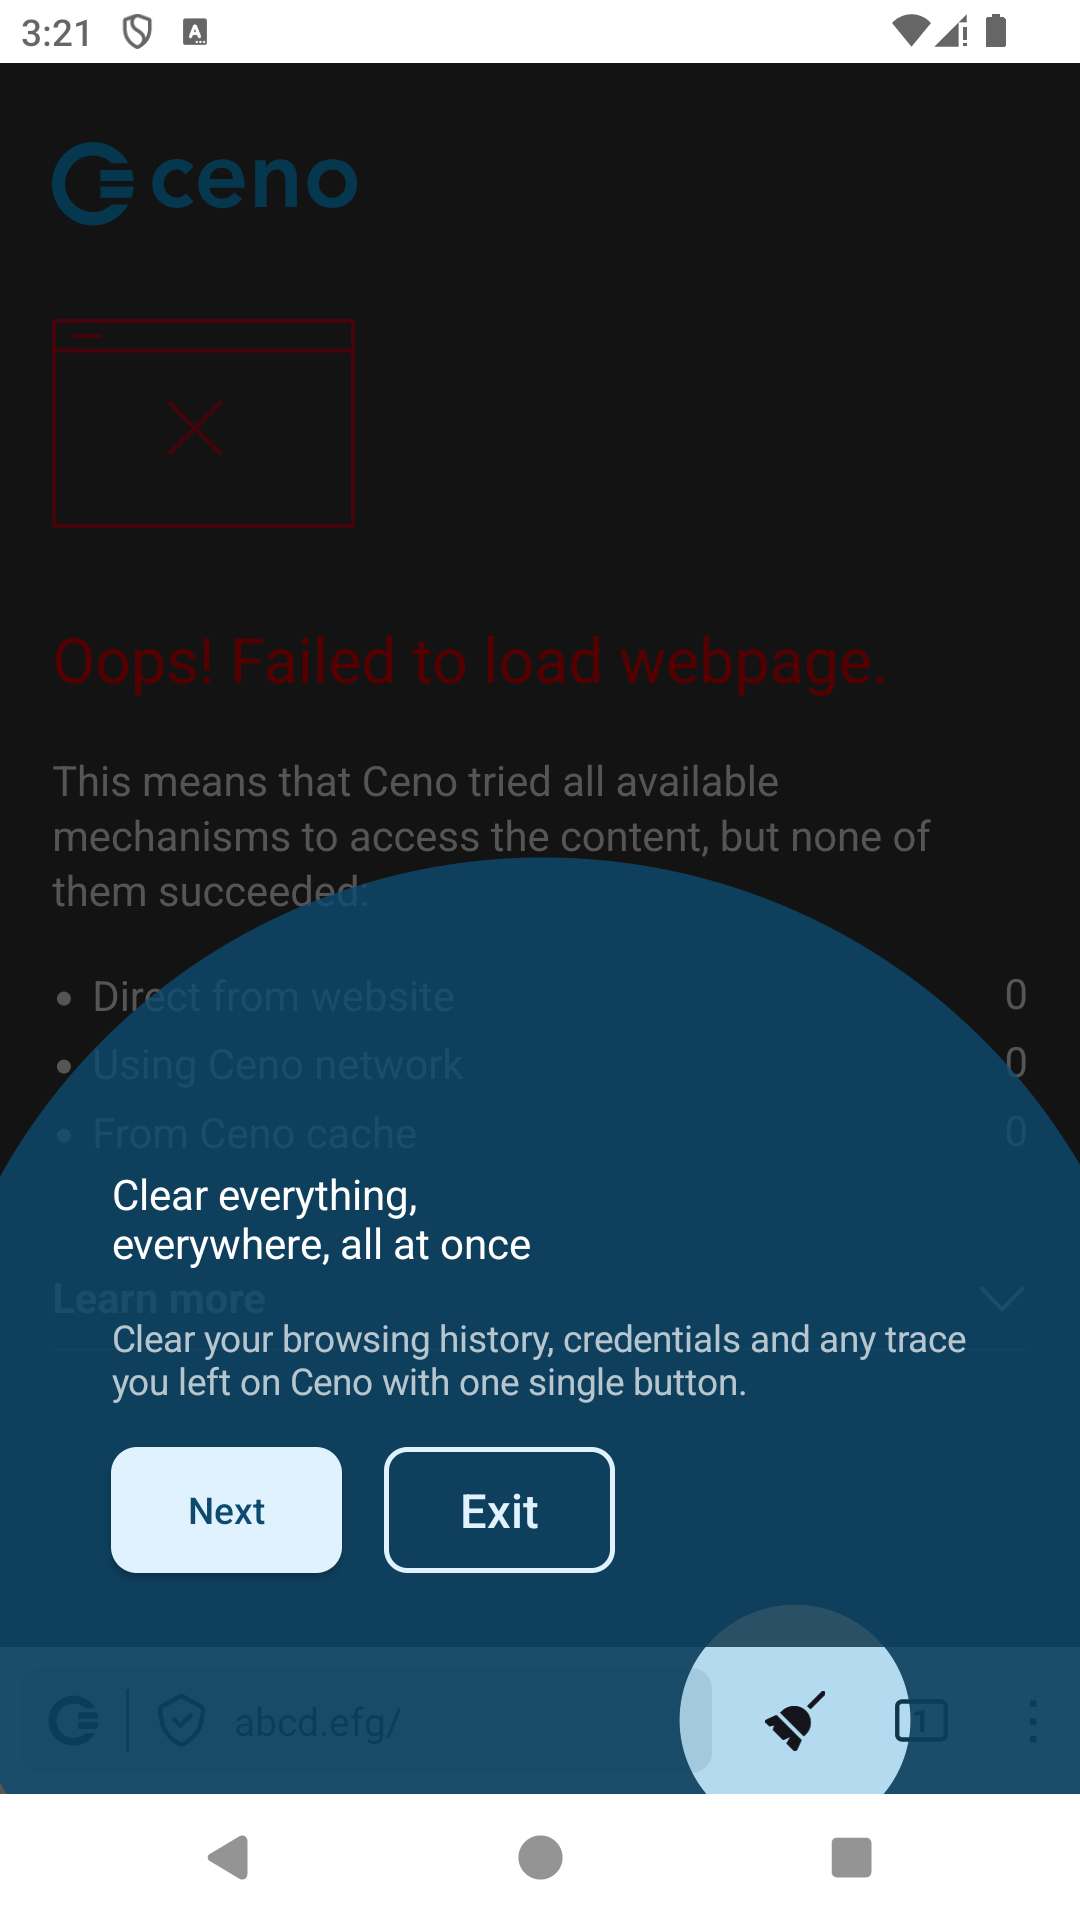 3:21
ceno
Oops! Failed to load webpage.
This means that Ceno tried all available
mechanisms to access the content, but none of
them succeeded:
Direct from website 0
Using Ceno network 0
From Ceno cache 0
Clear everything,
everywhere, all at once
Learn more
Clear your browsing history, credentials and any trace
you left on Ceno with one single button.
Next Exit
abcd.efg/ 1